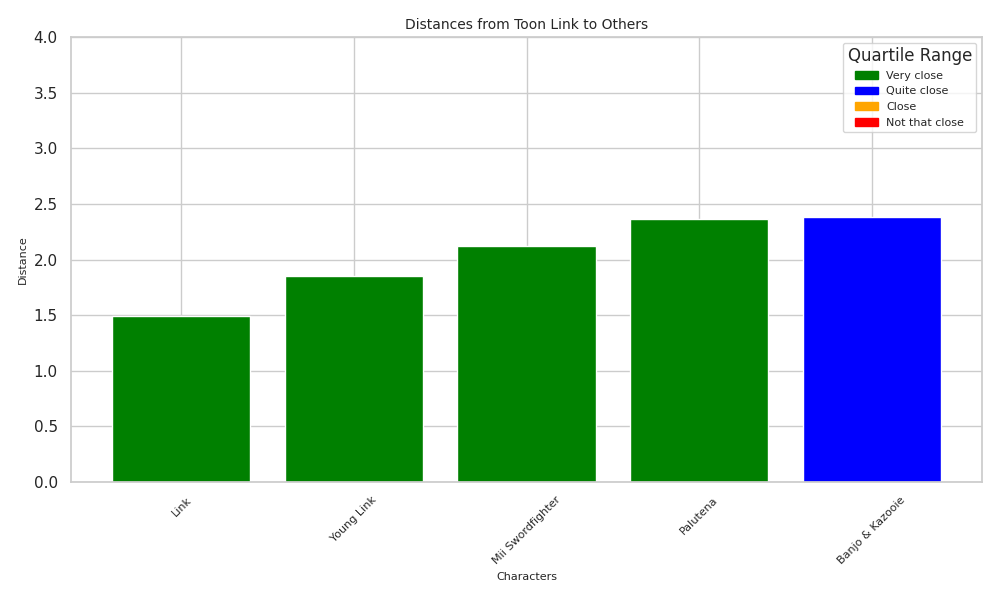 Distances from Toon Link to Others
4.0
3.5
3.0
2.5
2.0
1.5
1.0
0.5
0.0
Distance
Quartile Range
Very close
Quite close
Close
Not that close
Link
Young Link
Mii Swordfighter
Palutena
Banjo & Kazooie
Characters